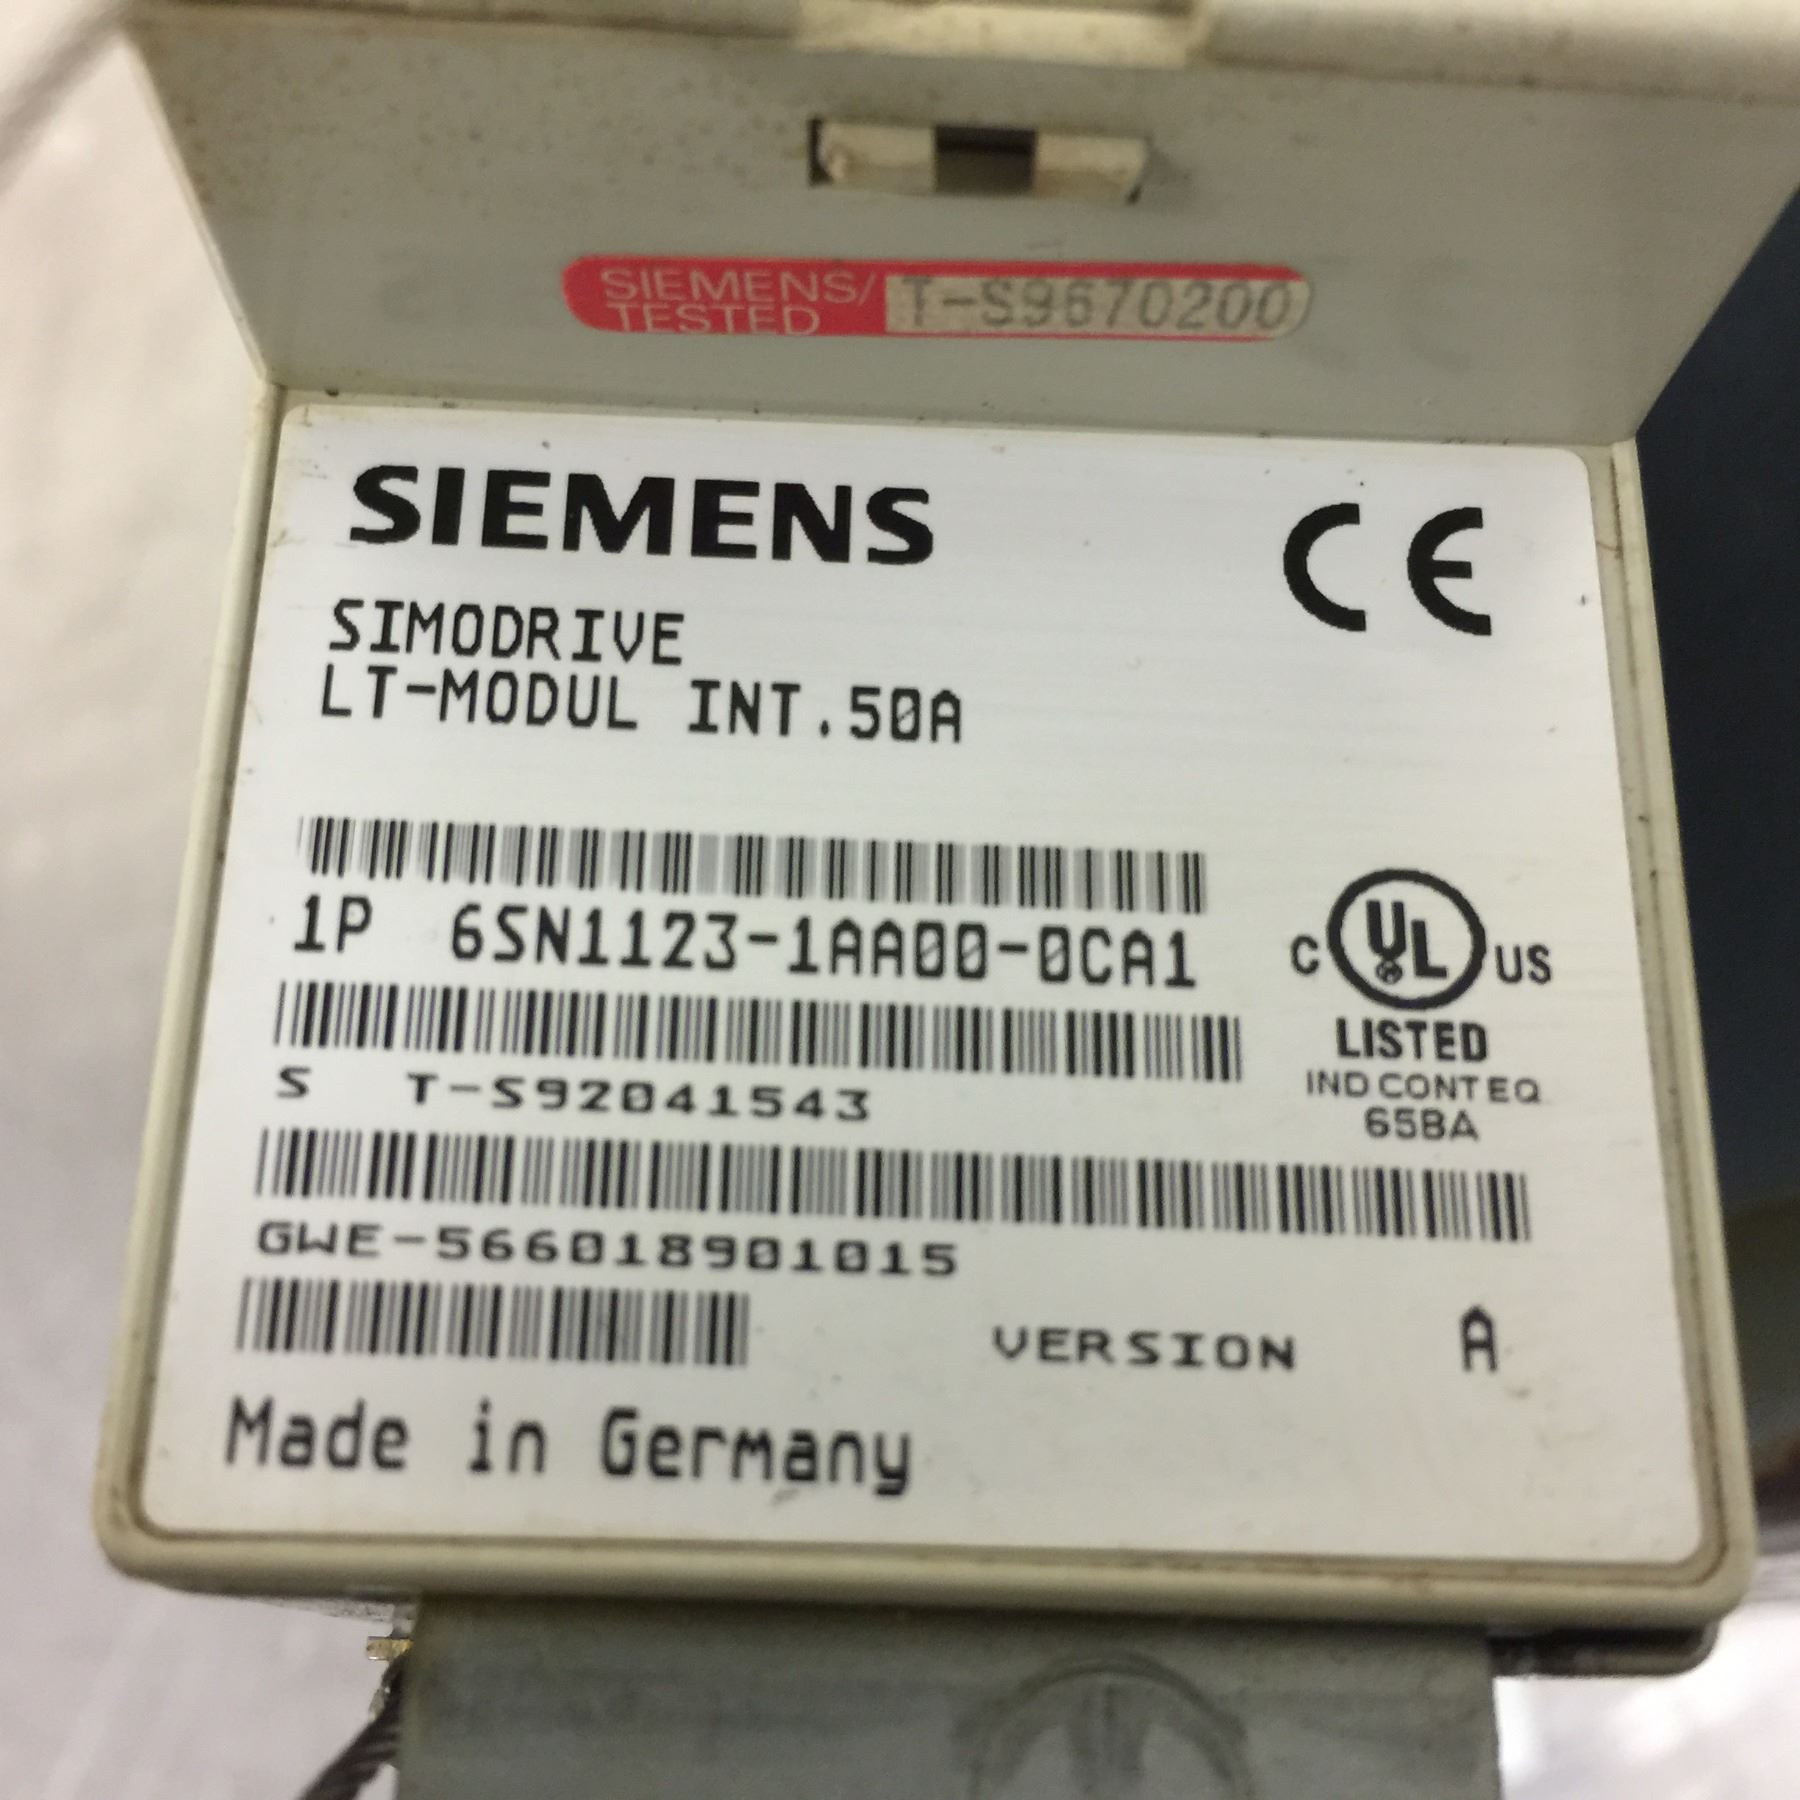 SIEMENS/
TESTED
T-S9670200
SIEMENS
CE
SIMODRIVE
LT-MODUL INT.50A
1P 6SN1123-1AA00-0CA1
C UL US
LISTED
IND CONT EQ
65BA
S T-S92041543
GWE-566018901015
VERSION A
Made in Germany